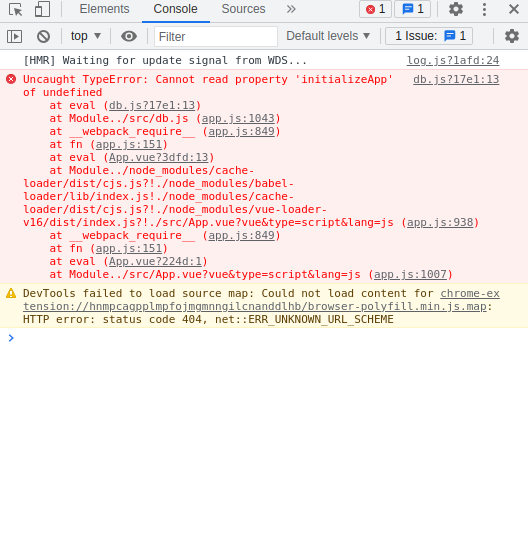 Elements Console Sources 1 1
top Filter Default levels 1 Issue: 1
[HMR] Waiting for update signal from WDS... log.js?1afd:24
Uncaught TypeError: Cannot read property 'initializeApp' db.js?17e1:13
of undefined
at eval (db.js?17e1:13)
at Module../src/db.js (app.js:1043)
at __webpack_require__ (app.js:849)
at fn (app.js:151)
at eval (App.vue?3dfd:13)
at Module../node_modules/cache-
loader/dist/cjs.js?!./node_modules/babel-
loader/lib/index.js!./node_modules/cache-
loader/dist/cjs.js?!./node_modules/vue-loader-
v16/dist/index.js?!./src/App.vue?vue&type=script&lang=js (app.js:938)
at __webpack_require__ (app.js:849)
at fn (app.js:151)
at eval (App.vue?224d:1)
at Module../src/App.vue?vue&type=script&lang=js (app.js:1007)
DevTools failed to load source map: Could not load content for chrome-ex
tension://hnmpcagpplmpfojmgmnngilcnanddlhb/browser-polyfill.min.js.map:
HTTP error: status code 404, net::ERR_UNKNOWN_URL_SCHEME